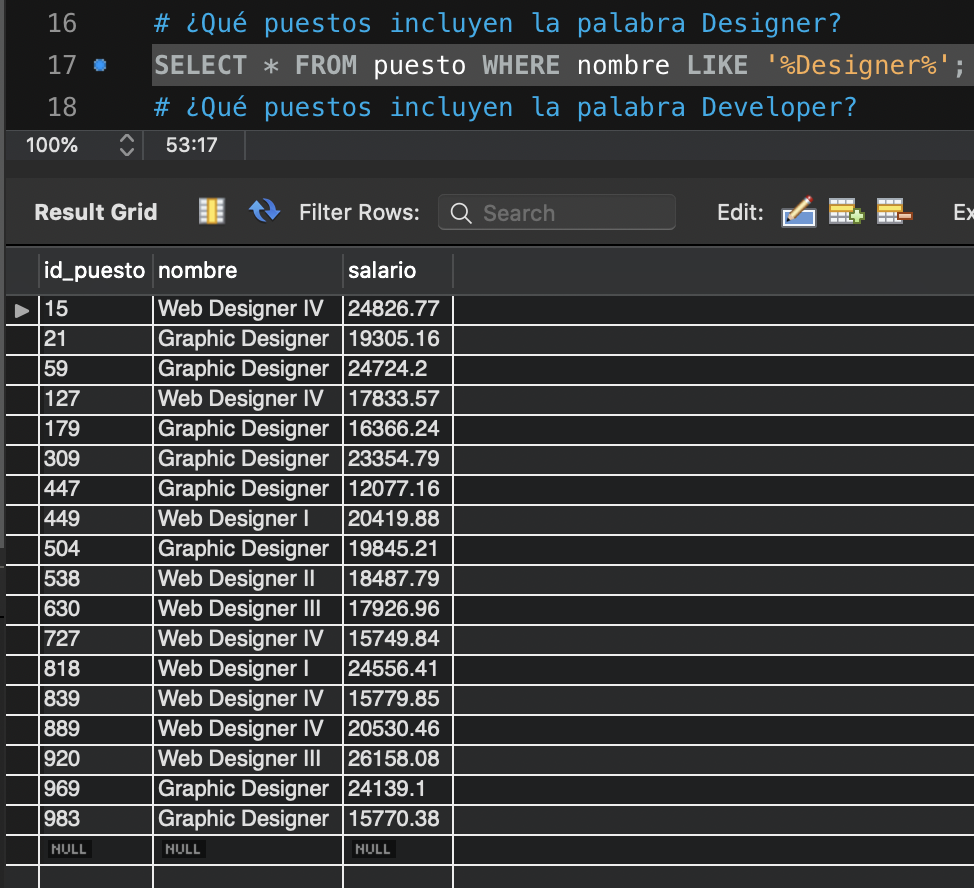 16 # ¿Qué puestos incluyen la palabra Designer?
17 SELECT * FROM puesto WHERE nombre LIKE '%Designer%';
18 # ¿Qué puestos incluyen la palabra Developer?
100% 53:17
Result Grid Filter Rows: Search Edit: Ex
id_puesto nombre salario
15 Web Designer IV 24826.77
21 Graphic Designer 19305.16
59 Graphic Designer 24724.2
127 Web Designer IV 17833.57
179 Graphic Designer 16366.24
309 Graphic Designer 23354.79
447 Graphic Designer 12077.16
449 Web Designer I 20419.88
504 Graphic Designer 19845.21
538 Web Designer II 18487.79
630 Web Designer III 17926.96
727 Web Designer IV 15749.84
818 Web Designer I 24556.41
839 Web Designer IV 15779.85
889 Web Designer IV 20530.46
920 Web Designer III 26158.08
969 Graphic Designer 24139.1
983 Graphic Designer 15770.38
NULL NULL NULL